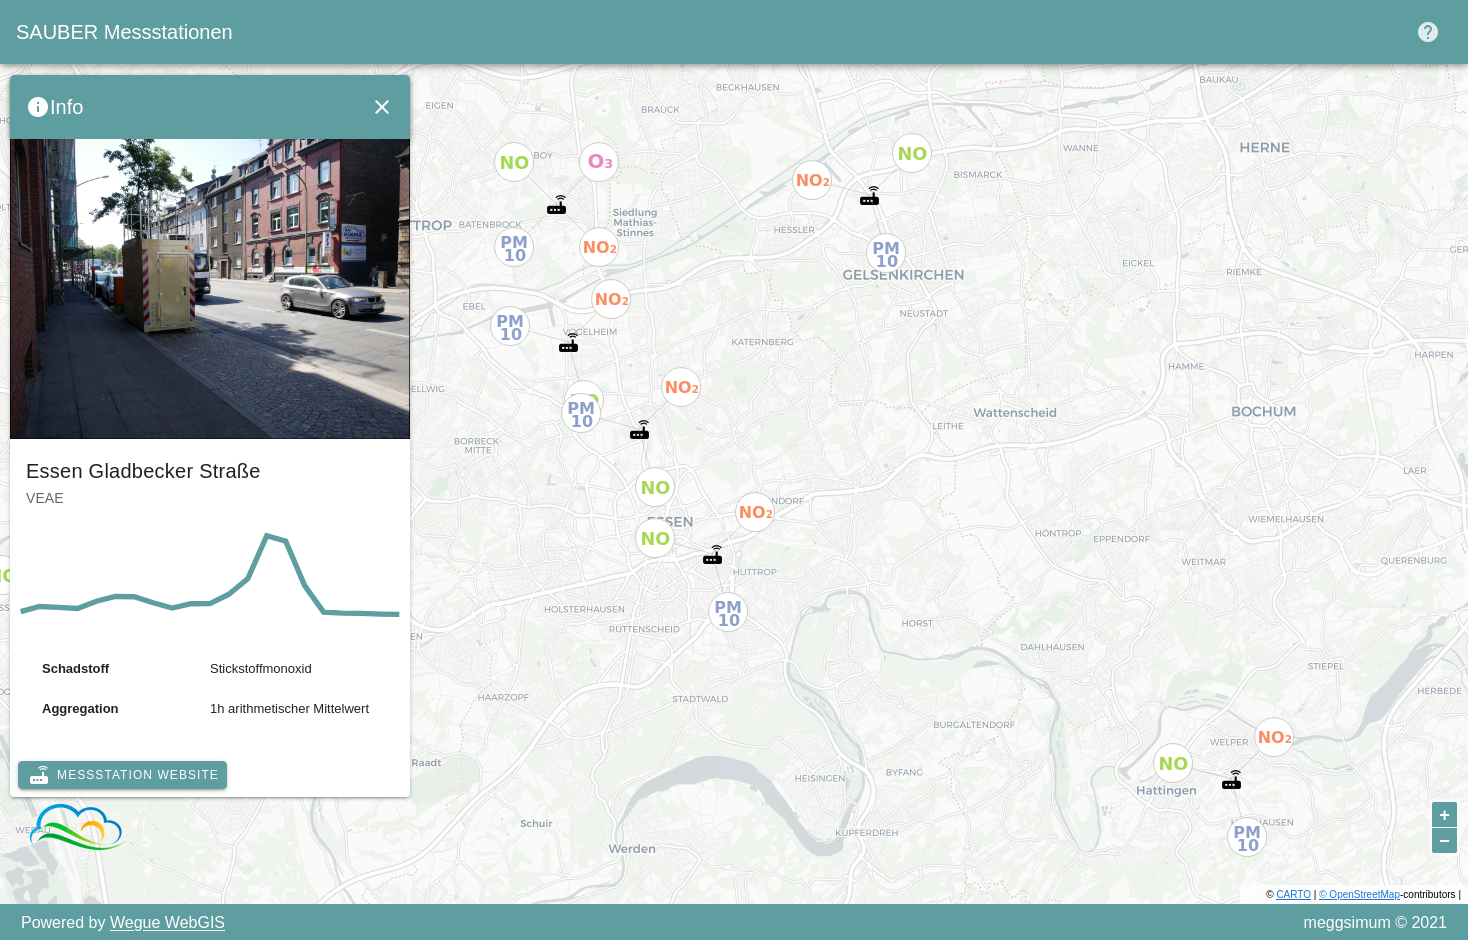 SAUBER Messstationen
Info
Essen Gladbecker Straße
VEAE
Schadstoff
Stickstoffmonoxid
Aggregation
1h arithmetischer Mittelwert
MESSSTATION WEBSITE
EIGEN
BECKHAUSEN
BAUKAU
BRAUCK
NO
BOY
O₃
NO
WANNE
HERNE
NO₂
BISMARCK
TROP
BATENBROCK
Siedlung
Mathias-
Stinnes
HESSLER
PM
10
NO₂
PM
10
GELSENKIRCHEN
EICKEL
RIEMKE
GER
EBEL
NO₂
PM
10
VOGELHEIM
NEUSTADT
KATERNBERG
HARPEN
HAMME
ELLWIG
NO₂
PM
10
Wattenscheid
BOCHUM
LEITHE
BORBECK-
MITTE
LAER
NO
NDORF
NO₂
ESSEN
NO
WIEMELHAUSEN
HÖNTROP
EPPENDORF
WEITMAR
QUERENBURG
HUTTROP
HOLSTERHAUSEN
PM
10
RÜTTENSCHEID
HORST
EN
DAHLHAUSEN
STIEPEL
HAARZOPF
STADTWALD
HERBEDE
BURGALTENDORF
WELPER
NO₂
Raadt
HEISINGEN
BYFANG
NO
Hattingen
Schuir
KUPFERDREH
HAUSEN
PM
10
Werden
+
−
© CARTO | © OpenStreetMap-contributors |
Powered by Wegue WebGIS
meggsimum © 2021